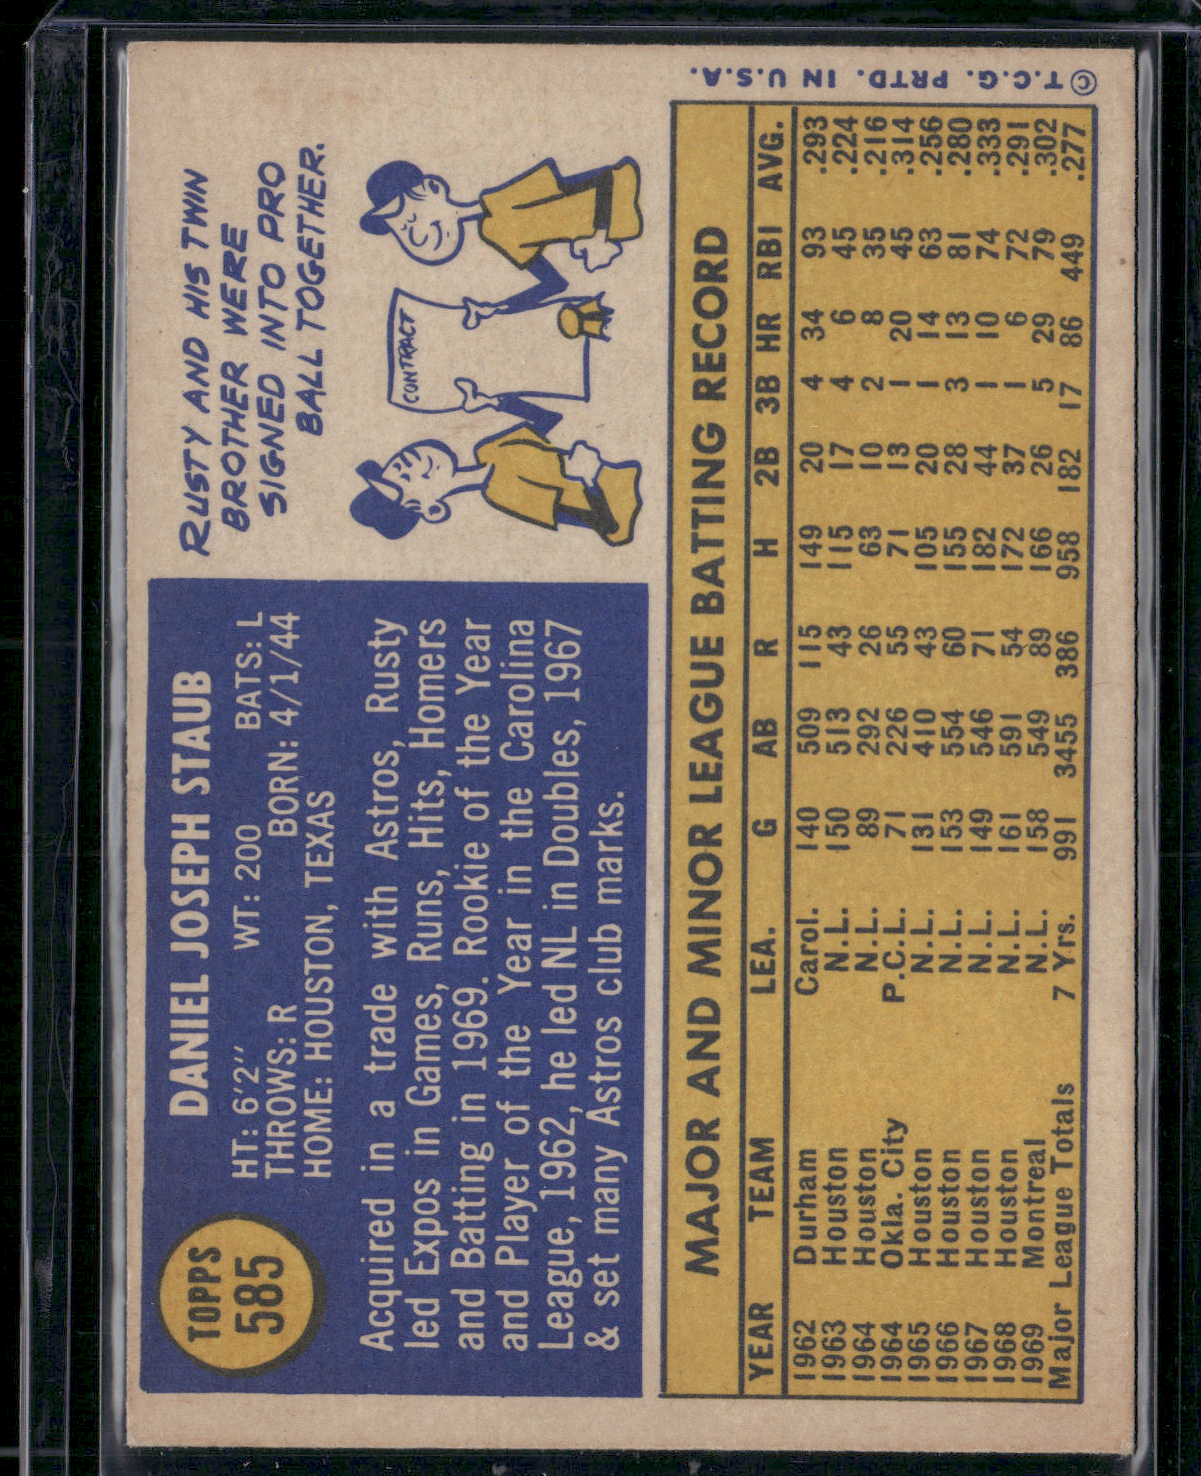 TOPPS
585
DANIEL JOSEPH STAUB
HT: 6'2" WT: 200 BATS: L
THROWS: R BORN: 4/1/44
HOME: HOUSTON, TEXAS
Acquired in a trade with Astros, Rusty
led Expos in Games, Runs, Hits, Homers
and Batting in 1969. Rookie of the Year
and Player of the Year in the Carolina
League, 1962, he led NL in Doubles, 1967
& set many Astros club marks.
RUSTY AND HIS TWIN
BROTHER WERE
SIGNED INTO PRO
BALL TOGETHER.
CONTRACT
MAJOR AND MINOR LEAGUE BATTING RECORD
YEAR TEAM LEA. G AB R H 2B 3B HR RBI AVG.
1962 Durham Carol. 140 509 115 149 20 4 34 93 .293
1963 Houston N.L. 150 513 43 115 17 4 6 45 .224
1964 Houston N.L. 89 292 26 63 10 2 8 35 .216
1964 Okla. City P.C.L. 71 226 55 71 13 1 20 45 .314
1965 Houston N.L. 131 410 43 105 20 1 14 63 .256
1966 Houston N.L. 153 554 60 155 28 3 13 81 .280
1967 Houston N.L. 149 546 71 182 44 1 10 74 .333
1968 Houston N.L. 161 591 54 172 37 1 6 72 .291
1969 Montreal N.L. 158 549 89 166 26 5 29 79 .302
Major League Totals 7 Yrs. 991 3455 386 958 182 17 86 449 .277
© T.C.G. PRTD. IN U.S.A.